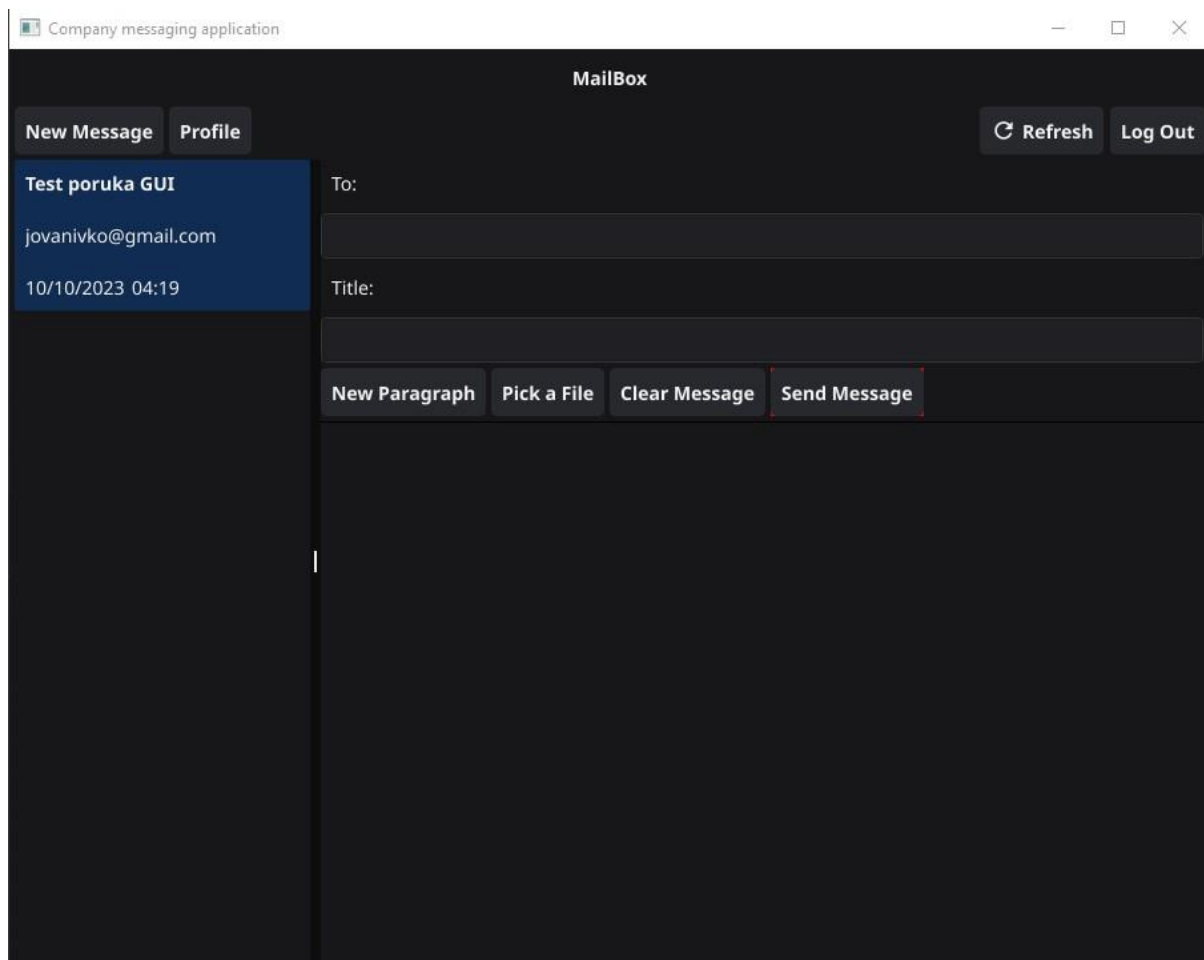 Company messaging application
MailBox
New Message Profile Refresh Log Out
Test poruka GUI
jovanivko@gmail.com
10/10/2023 04:19
To:
Title:
New Paragraph Pick a File Clear Message Send Message